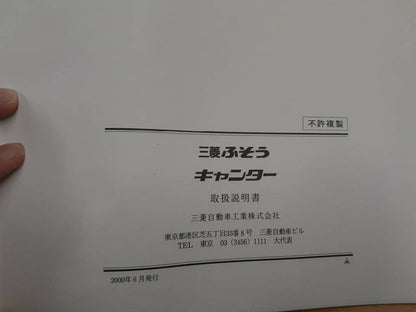 不許複製
三菱ふそう
キャンター
取扱説明書
三菱自動車工業株式会社
東京都港区芝五丁目33番8号 三菱自動車ビル
TEL 東京 03 (3456) 1111 大代表
2000年6月発行